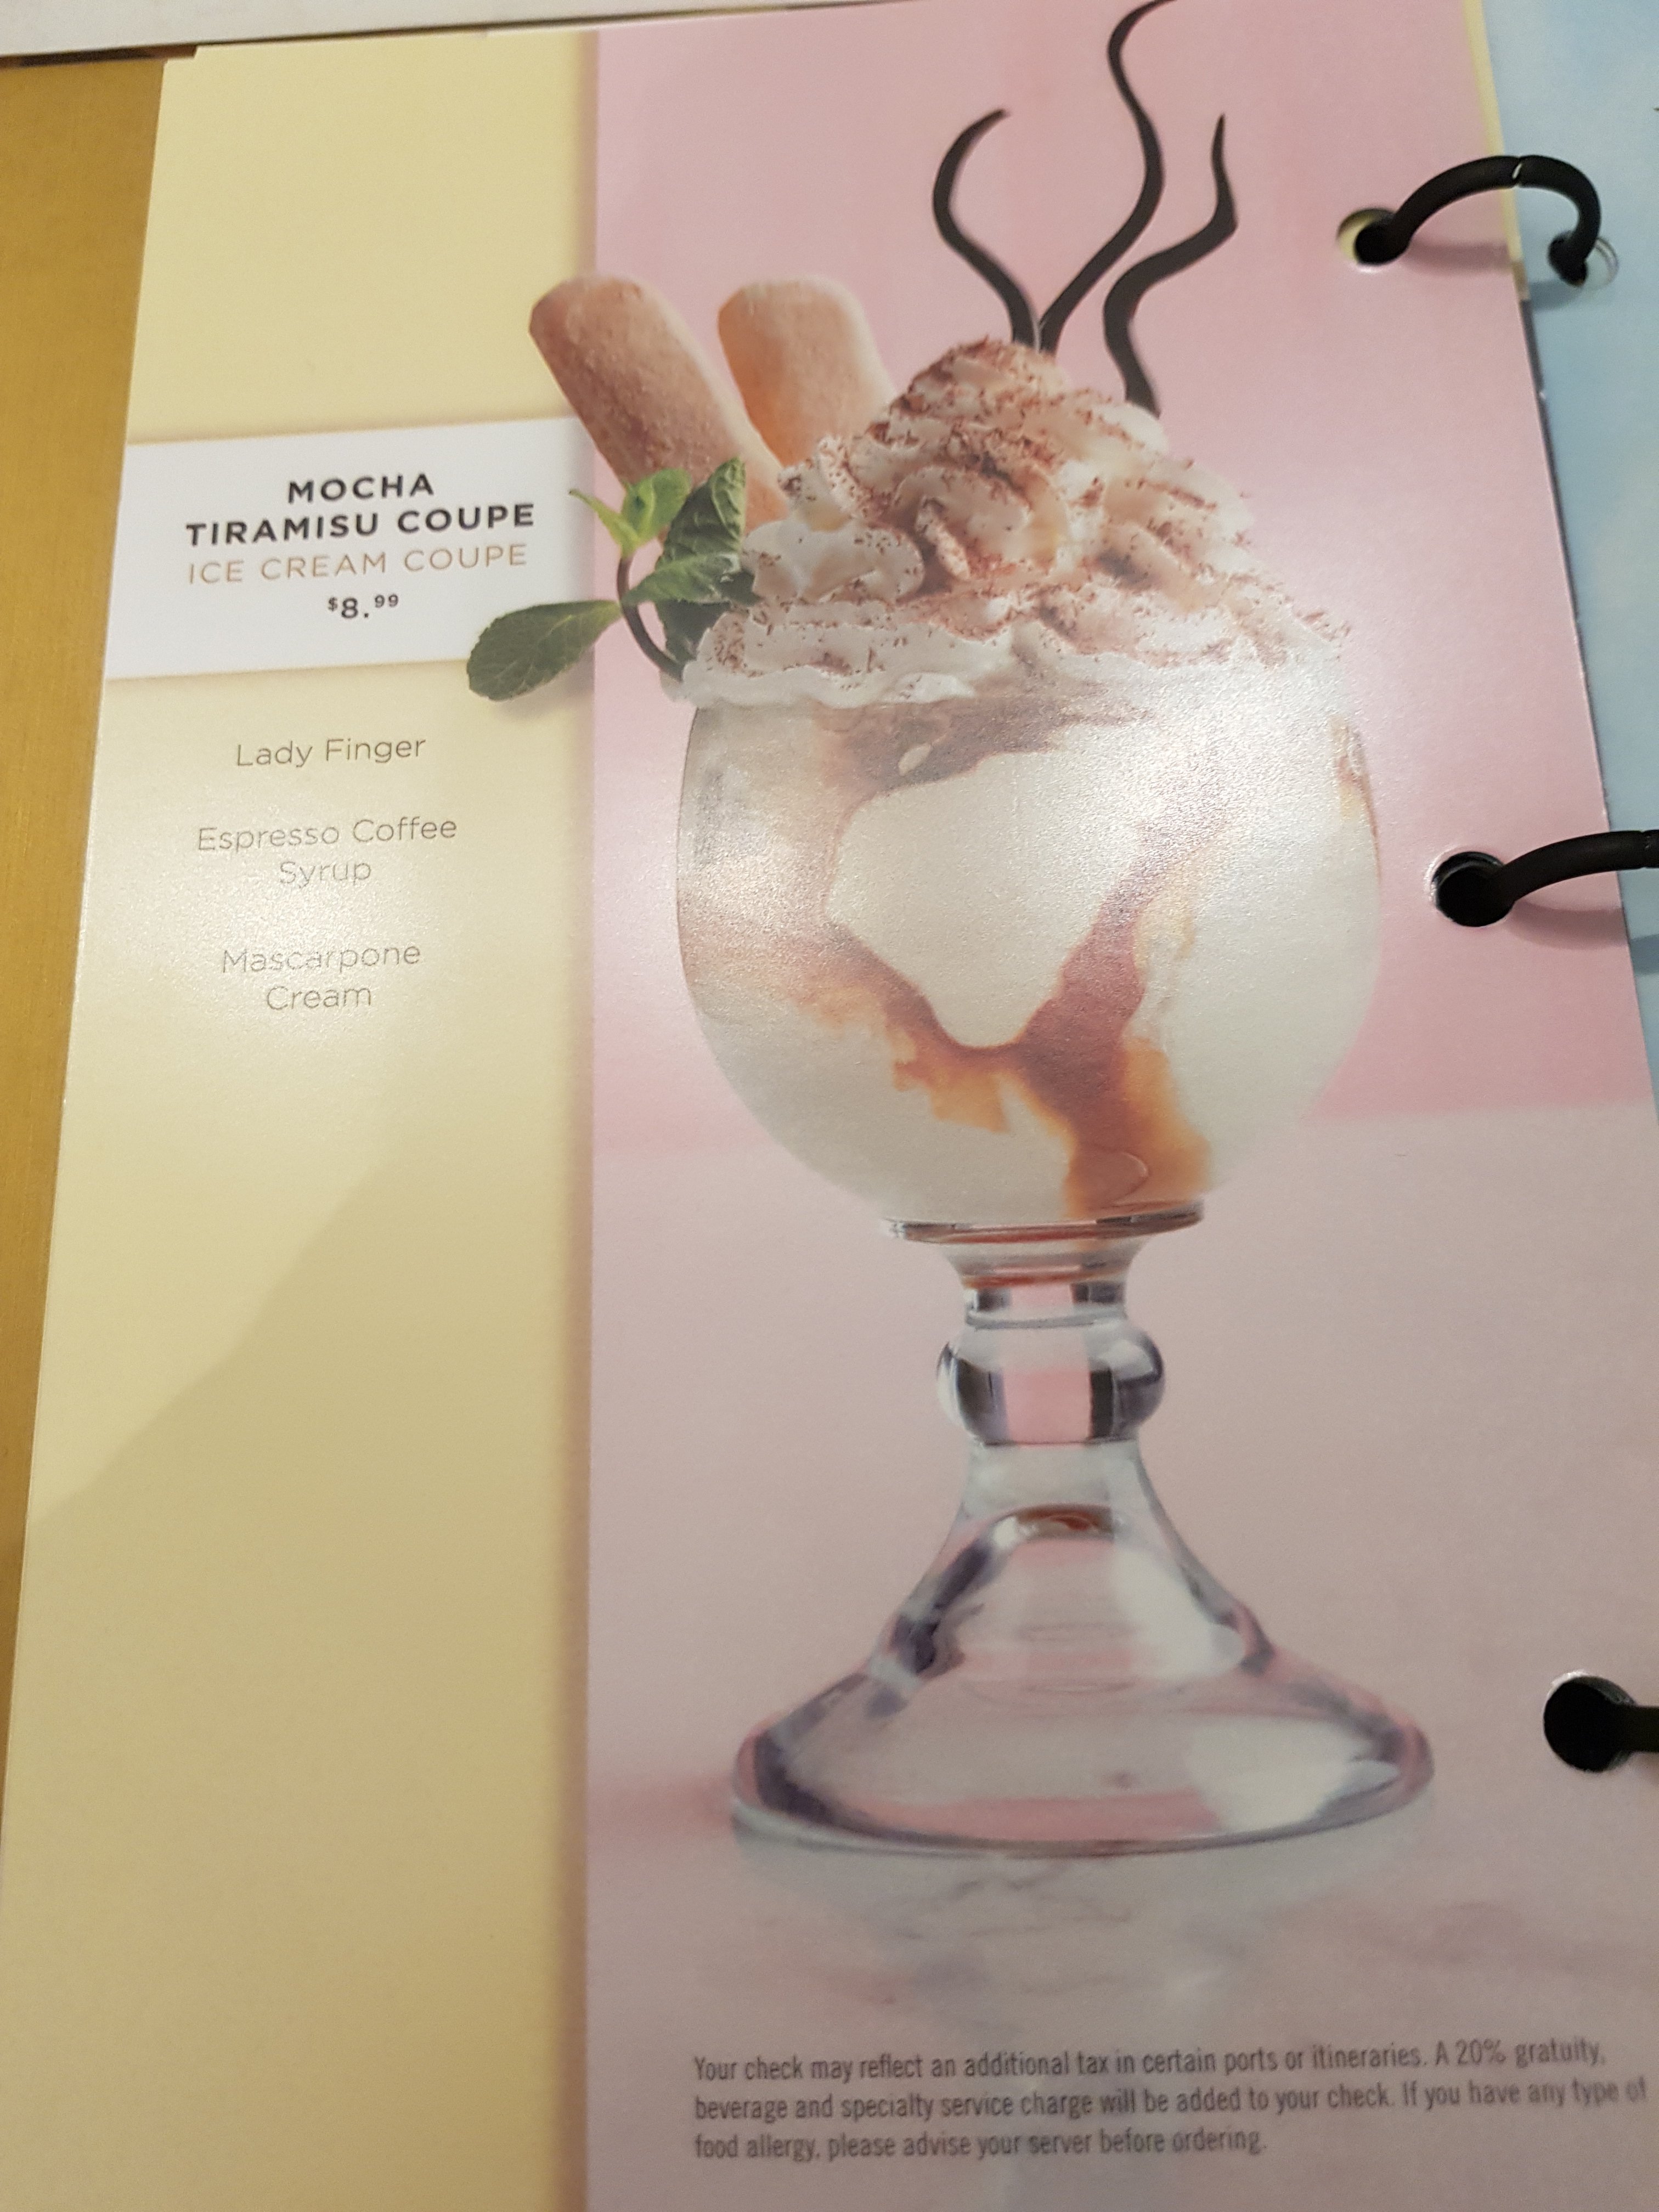 MOCHA
TIRAMISU COUPE
ICE CREAM COUPE
$8.99
Lady Finger
Espresso Coffee
Syrup
Mascarpone
Cream
Your check may reflect an additional tax in certain ports or itineraries. A 20% gratuity,
beverage and specialty service charge will be added to your check. If you have any type of
food allergy, please advise your server before ordering.